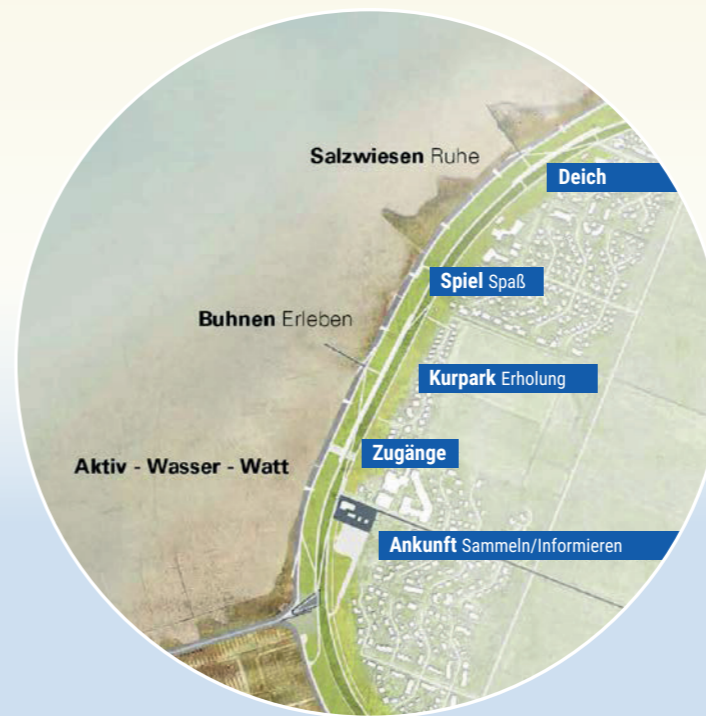 Salzwiesen Ruhe
Deich
Spiel Spaß
Buhnen Erleben
Kurpark Erholung
Zugänge
Aktiv - Wasser - Watt
Ankunft Sammeln/Informieren